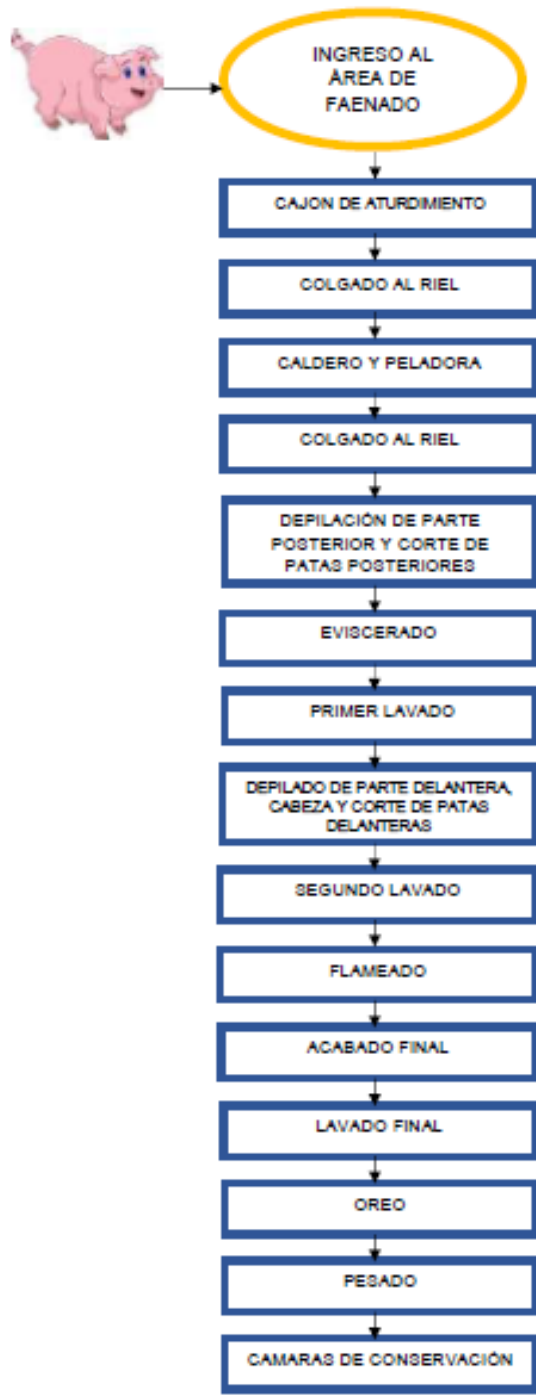 INGRESO AL
ÁREA DE
FAENADO
CAJON DE ATURDIMIENTO
COLGADO AL RIEL
CALDERO Y PELADORA
COLGADO AL RIEL
DEPILACIÓN DE PARTE
POSTERIOR Y CORTE DE
PATAS POSTERIORES
EVISCERADO
PRIMER LAVADO
DEPILADO DE PARTE DELANTERA,
CABEZA Y CORTE DE PATAS
DELANTERAS
SEGUNDO LAVADO
FLAMEADO
ACABADO FINAL
LAVADO FINAL
OREO
PESADO
CAMARAS DE CONSERVACIÓN